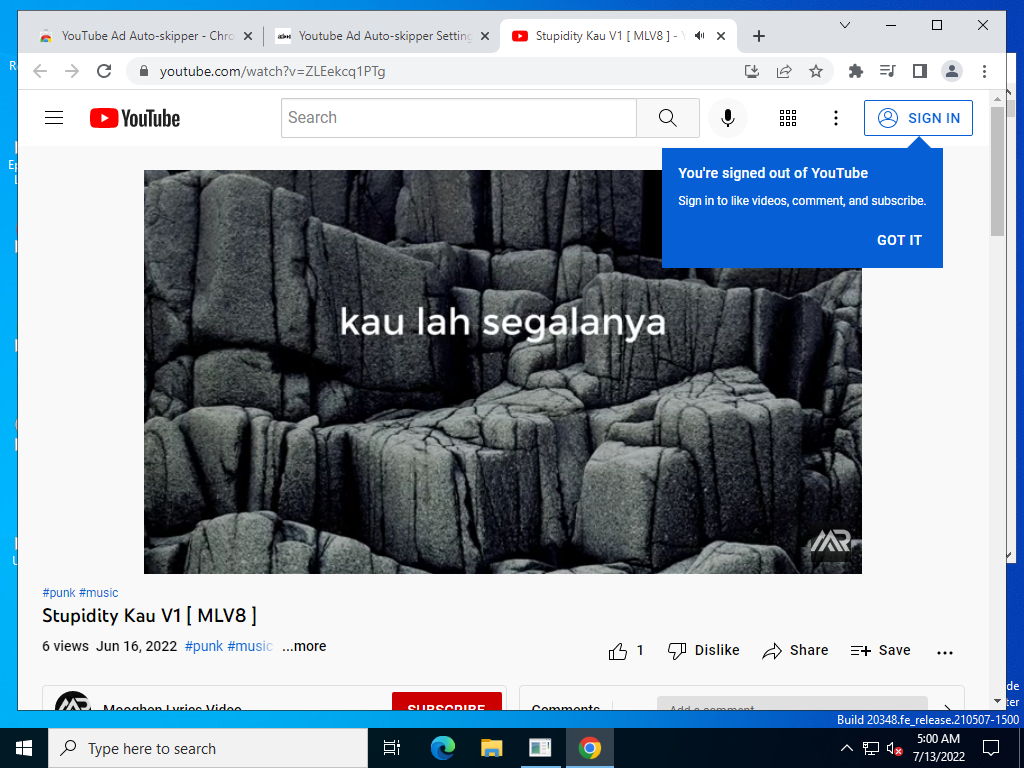 YouTube Ad Auto-skipper - Chro
Youtube Ad Auto-skipper Setting
Stupidity Kau V1 [ MLV8 ] -
youtube.com/watch?v=ZLEekcq1PTg
YouTube
Search
SIGN IN
You're signed out of YouTube
Sign in to like videos, comment, and subscribe.
GOT IT
kau lah segalanya
MR
#punk #music
Stupidity Kau V1 [ MLV8 ]
6 views Jun 16, 2022 #punk #music ...more
1 Dislike Share Save
Mooghen Lyrics Video
SUBSCRIBE
Comments
Add a comment...
Build 20348.fe_release.210507-1500
Type here to search
5:00 AM
7/13/2022